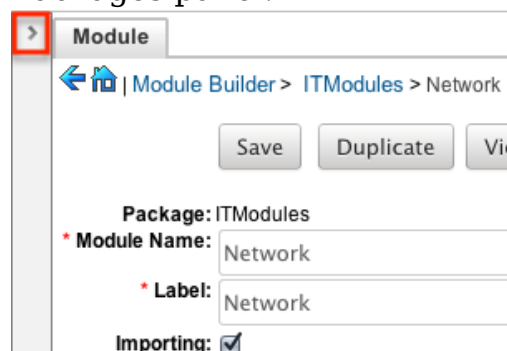 Module
| Module Builder > ITModules > Network
Save Duplicate
Package: ITModules
* Module Name: Network
* Label: Network
Importing: